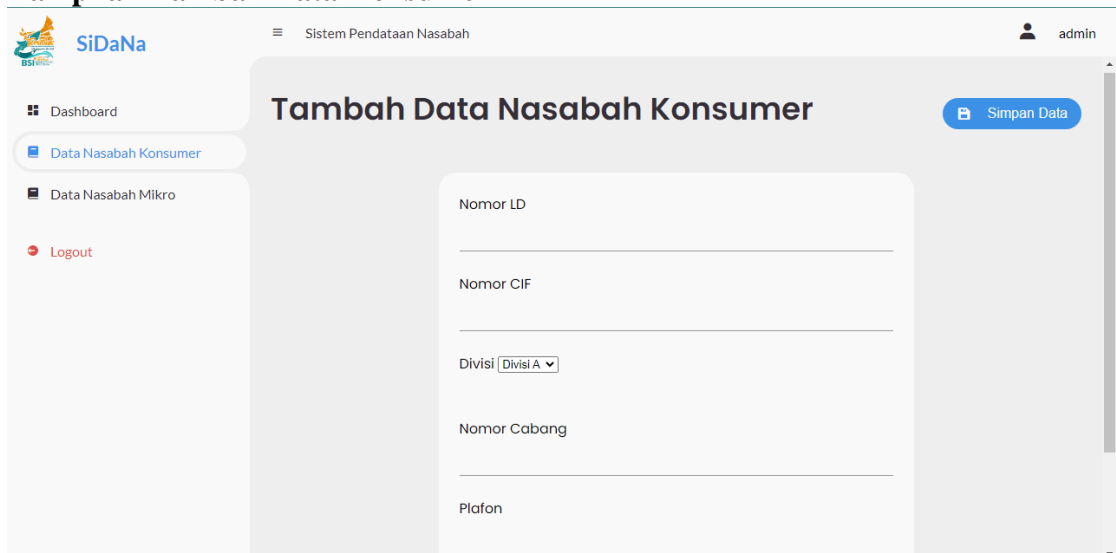 SiDaNa
BSI
Sistem Pendataan Nasabah
admin
Dashboard
Data Nasabah Konsumer
Data Nasabah Mikro
Logout
Tambah Data Nasabah Konsumer
Simpan Data
Nomor LD
Nomor CIF
Divisi Divisi A
Nomor Cabang
Plafon